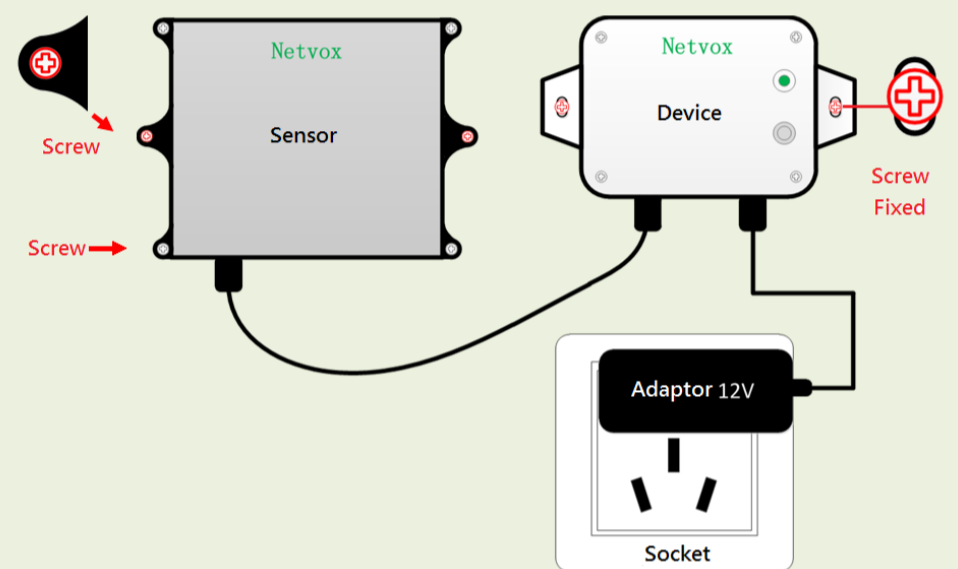 Netvox
Sensor
Screw
Screw
Netvox
Device
Screw
Fixed
Adaptor 12V
Socket